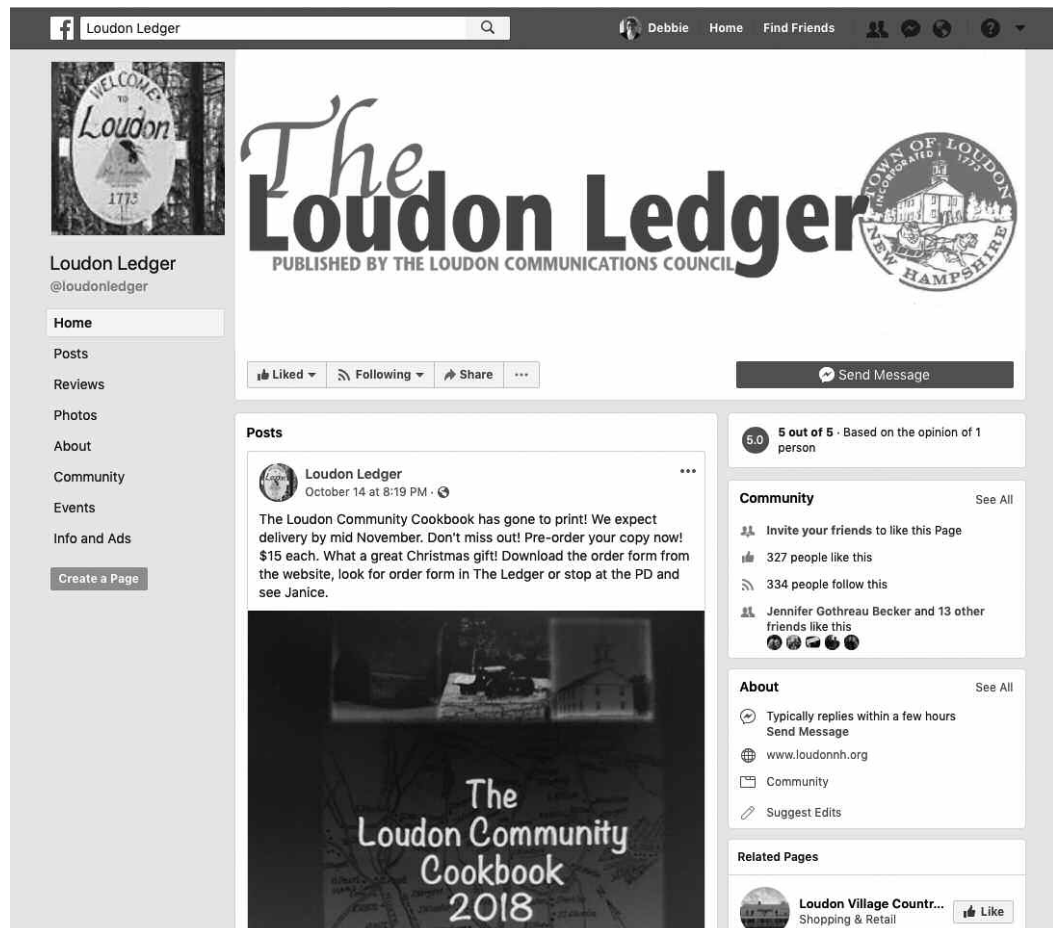 f
Loudon Ledger
Debbie Home Find Friends
?
WELCOME
TO
Loudon
1773
Loudon Ledger
@loudonledger
Home
Posts
Reviews
Photos
About
Community
Events
Info and Ads
Create a Page
The
Loudon Ledger
PUBLISHED BY THE LOUDON COMMUNICATIONS COUNCIL
TOWN OF LOUDON
INCORPORATED 1773
NEW HAMPSHIRE
Liked Following Share ...
Send Message
Posts
Loudon Ledger
October 14 at 8:19 PM ·
The Loudon Community Cookbook has gone to print! We expect
delivery by mid November. Don't miss out! Pre-order your copy now!
$15 each. What a great Christmas gift! Download the order form from
the website, look for order form in The Ledger or stop at the PD and
see Janice.
The
Loudon Community
Cookbook
2018
5.0
5 out of 5 · Based on the opinion of 1
person
Community See All
Invite your friends to like this Page
327 people like this
334 people follow this
Jennifer Gothreau Becker and 13 other
friends like this
About See All
Typically replies within a few hours
Send Message
www.loudonnh.org
Community
Suggest Edits
Related Pages
Loudon Village Countr...
Shopping & Retail
Like